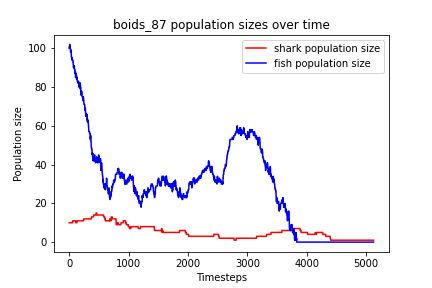 boids_87 population sizes over time
shark population size
fish population size
Population size
100
80
60
40
20
0
0
1000
2000
3000
4000
5000
Timesteps